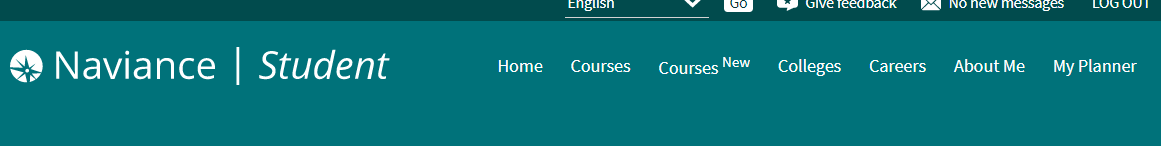 English Go Give feedback No new messages LOG OUT
Naviance | Student Home Courses Courses New Colleges Careers About Me My Planner